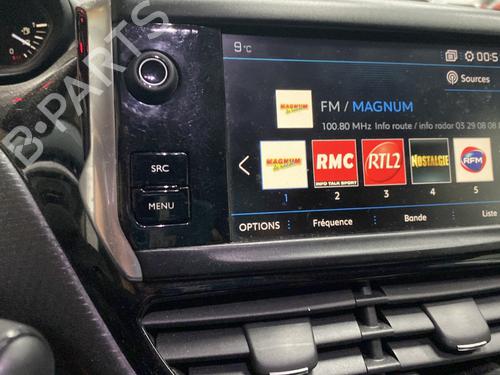 9 °C
00:5
Sources
MAGNUM
FM / MAGNUM
100.80 MHz Info route / info radar 03 29 08 08
MAGNUM RMC RTL2 NOSTALGIE RFM
INFO TALK SPORT
1 2 3 4 5
SRC
MENU
OPTIONS Fréquence Bande Liste
B-PARTS